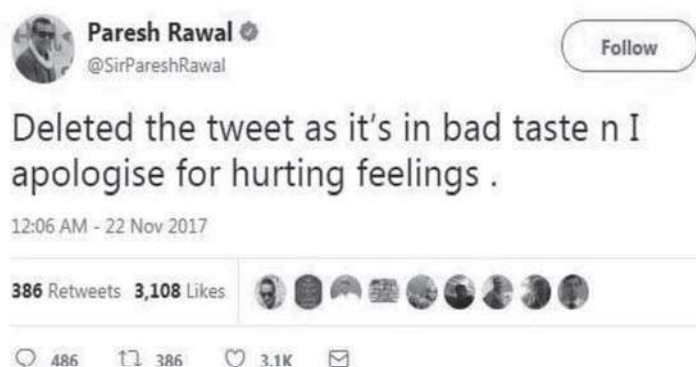 Paresh Rawal
@SirPareshRawal
Follow
Deleted the tweet as it's in bad taste n I
apologise for hurting feelings .
12:06 AM - 22 Nov 2017
386 Retweets 3,108 Likes
486 386 3.1K